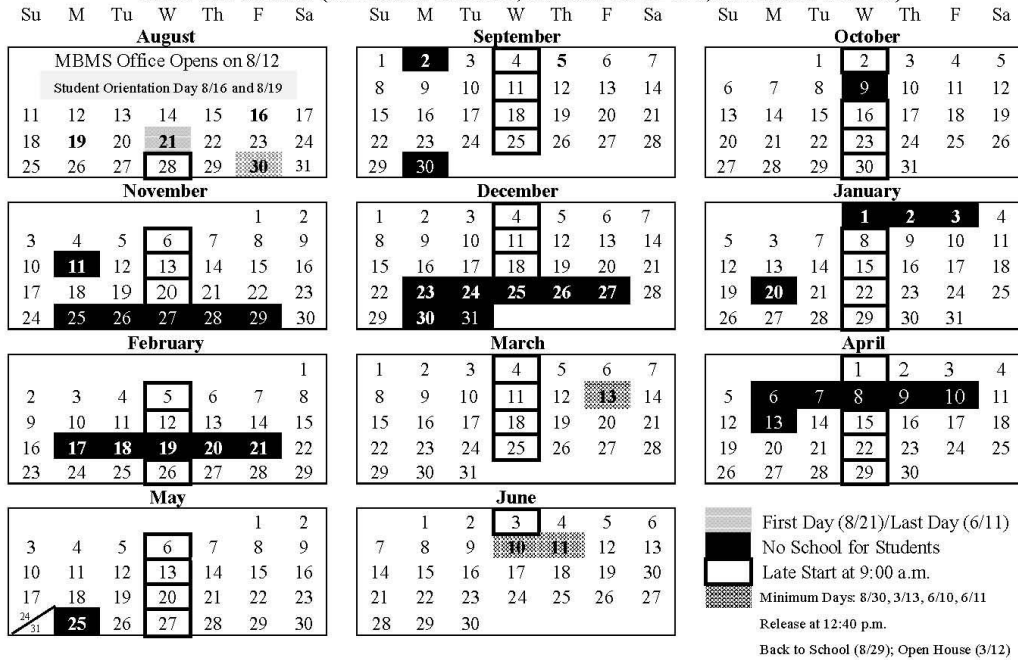 Su M Tu W Th F Sa
Su M Tu W Th F Sa
Su M Tu W Th F Sa
August
MBMS Office Opens on 8/12
Student Orientation Day 8/16 and 8/19
11 12 13 14 15 16 17
18 19 20 21 22 23 24
25 26 27 28 29 30 31
September
1 2 3 4 5 6 7
8 9 10 11 12 13 14
15 16 17 18 19 20 21
22 23 24 25 26 27 28
29 30
October
1 2 3 4 5
6 7 8 9 10 11 12
13 14 15 16 17 18 19
20 21 22 23 24 25 26
27 28 29 30 31
November
1 2
3 4 5 6 7 8 9
10 11 12 13 14 15 16
17 18 19 20 21 22 23
24 25 26 27 28 29 30
December
1 2 3 4 5 6 7
8 9 10 11 12 13 14
15 16 17 18 19 20 21
22 23 24 25 26 27 28
29 30 31
January
1 2 3 4
5 3 7 8 9 10 11
12 13 14 15 16 17 18
19 20 21 22 23 24 25
26 27 28 29 30 31
February
1
2 3 4 5 6 7 8
9 10 11 12 13 14 15
16 17 18 19 20 21 22
23 24 25 26 27 28 29
March
1 2 3 4 5 6 7
8 9 10 11 12 13 14
15 16 17 18 19 20 21
22 23 24 25 26 27 28
29 30 31
April
1 2 3 4
5 6 7 8 9 10 11
12 13 14 15 16 17 18
19 20 21 22 23 24 25
26 27 28 29 30
May
1 2
3 4 5 6 7 8 9
10 11 12 13 14 15 16
17 18 19 20 21 22 23
24/31 25 26 27 28 29 30
June
1 2 3 4 5 6
7 8 9 10 11 12 13
14 15 16 17 18 19 30
21 22 23 24 25 26 27
28 29 30
First Day (8/21)/Last Day (6/11)
No School for Students
Late Start at 9:00 a.m.
Minimum Days: 8/30, 3/13, 6/10, 6/11
Release at 12:40 p.m.
Back to School (8/29); Open House (3/12)